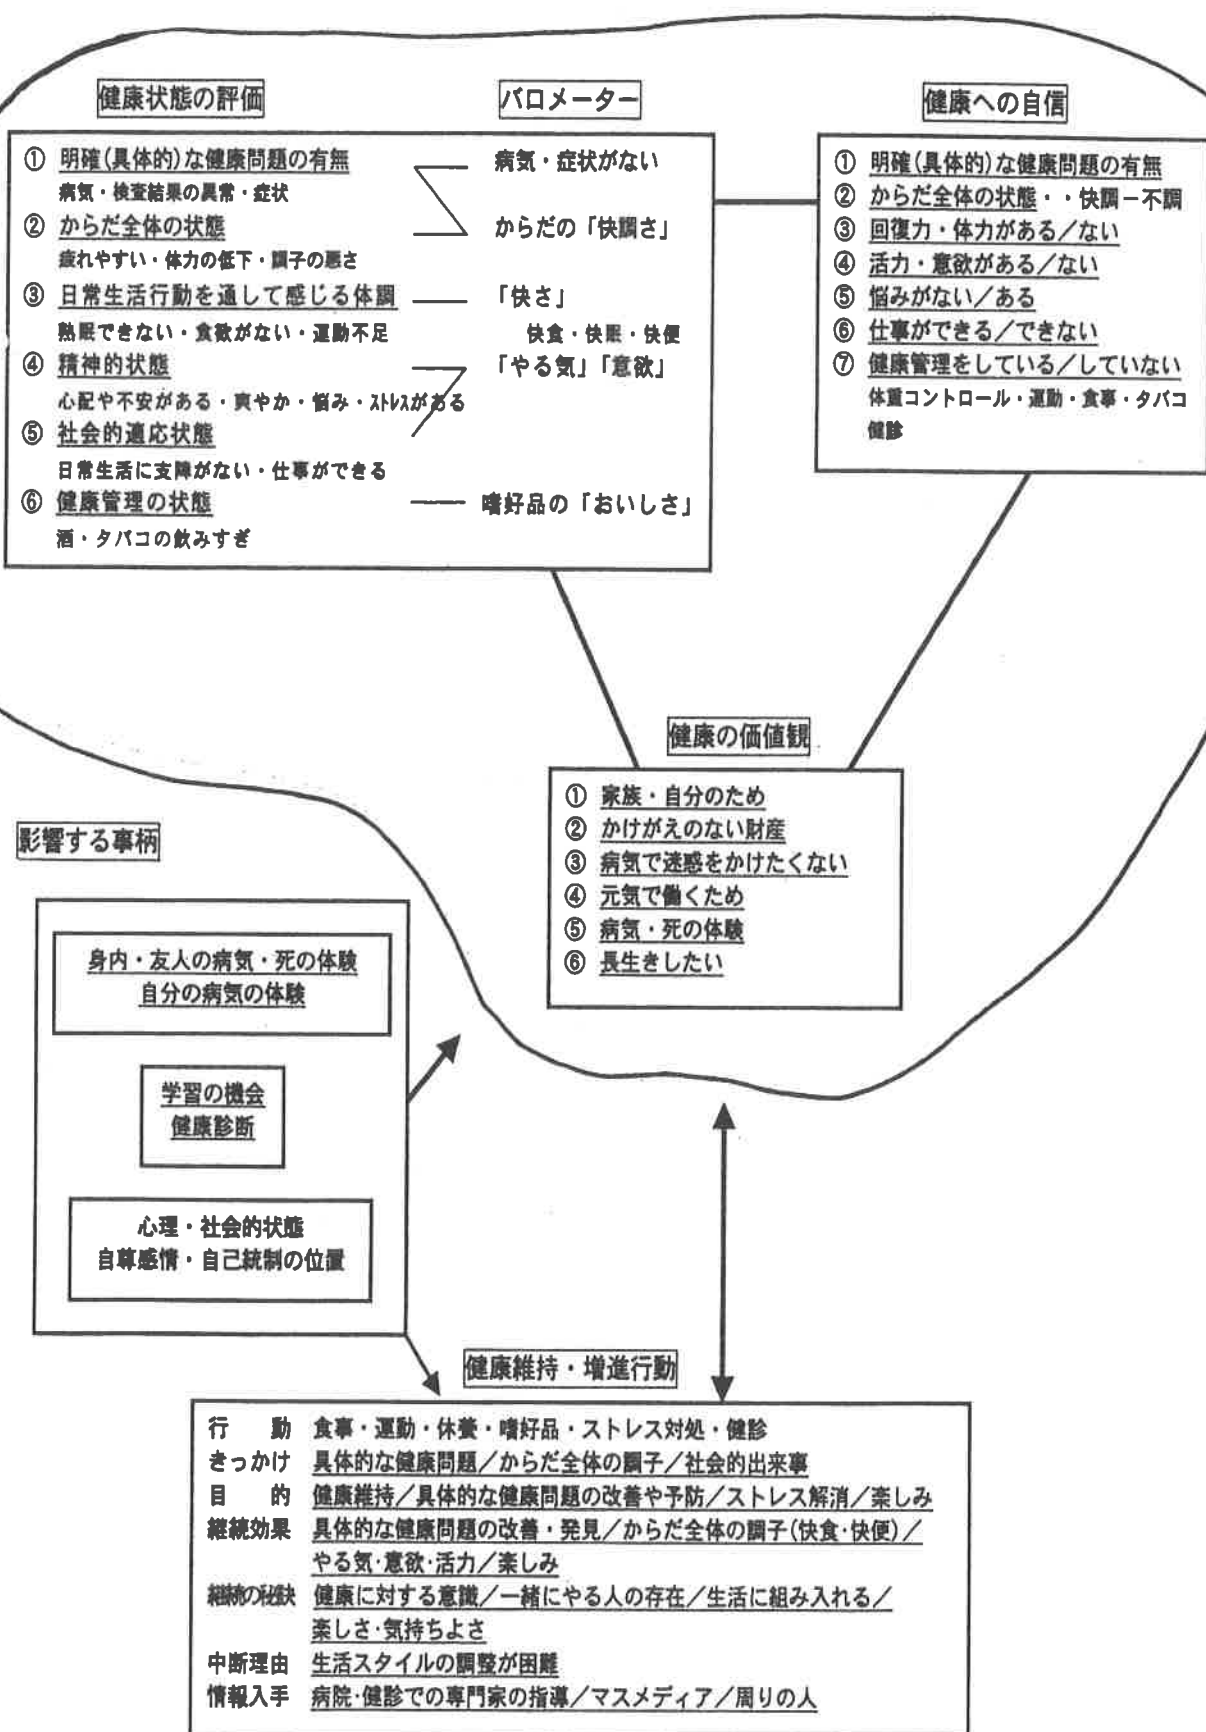 健康状態の評価
① 明確(具体的)な健康問題の有無
病気・検査結果の異常・症状
② からだ全体の状態
疲れやすい・体力の低下・調子の悪さ
③ 日常生活行動を通して感じる体調
熟眠できない・食欲がない・運動不足
④ 精神的状態
心配や不安がある・爽やか・悩み・ストレスがある
⑤ 社会的適応状態
日常生活に支障がない・仕事ができる
⑥ 健康管理の状態
酒・タバコの飲みすぎ
バロメーター
病気・症状がない
からだの「快調さ」
「快さ」
快食・快眠・快便
「やる気」「意欲」
嗜好品の「おいしさ」
健康への自信
① 明確(具体的)な健康問題の有無
② からだ全体の状態・・快調－不調
③ 回復力・体力がある／ない
④ 活力・意欲がある／ない
⑤ 悩みがない／ある
⑥ 仕事ができる／できない
⑦ 健康管理をしている／していない
体重コントロール・運動・食事・タバコ
健診
健康の価値観
① 家族・自分のため
② かけがえのない財産
③ 病気で迷惑をかけたくない
④ 元気で働くため
⑤ 病気・死の体験
⑥ 長生きしたい
影響する事柄
身内・友人の病気・死の体験
自分の病気の体験
学習の機会
健康診断
心理・社会的状態
自尊感情・自己統制の位置
健康維持・増進行動
行　動 食事・運動・休養・嗜好品・ストレス対処・健診
きっかけ 具体的な健康問題／からだ全体の調子／社会的出来事
目　的 健康維持／具体的な健康問題の改善や予防／ストレス解消／楽しみ
継続効果 具体的な健康問題の改善・発見／からだ全体の調子(快食・快便)／
やる気・意欲・活力／楽しみ
継続の秘訣 健康に対する意識／一緒にやる人の存在／生活に組み入れる／
楽しさ・気持ちよさ
中断理由 生活スタイルの調整が困難
情報入手 病院・健診での専門家の指導／マスメディア／周りの人